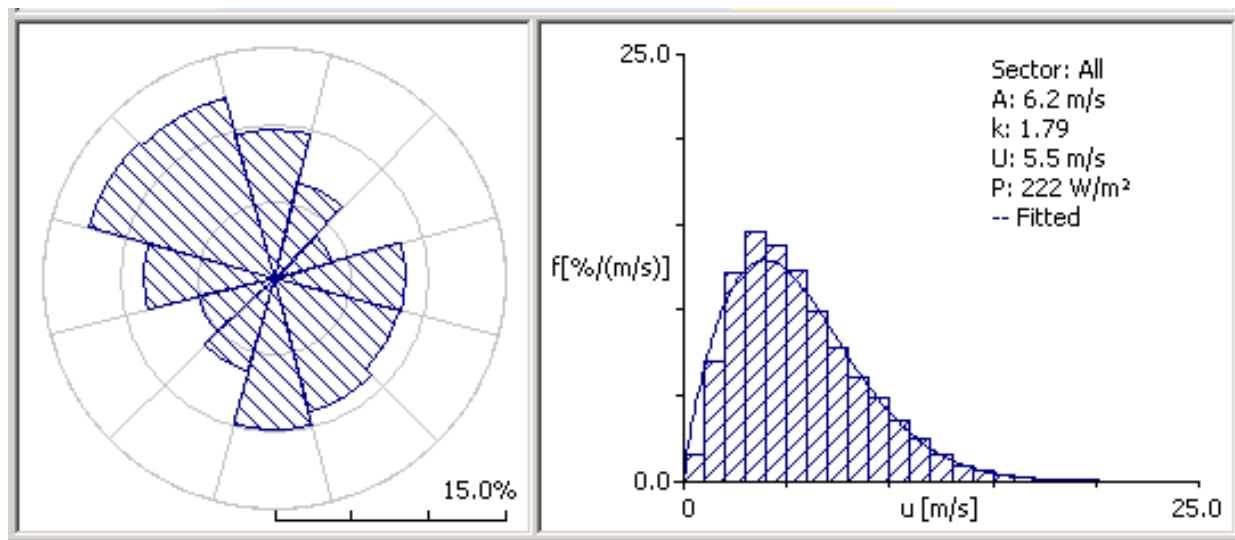 15.0%
25.0
Sector: All
A: 6.2 m/s
k: 1.79
U: 5.5 m/s
P: 222 W/m²
-- Fitted
f[%/(m/s)]
0.0
0
u [m/s]
25.0